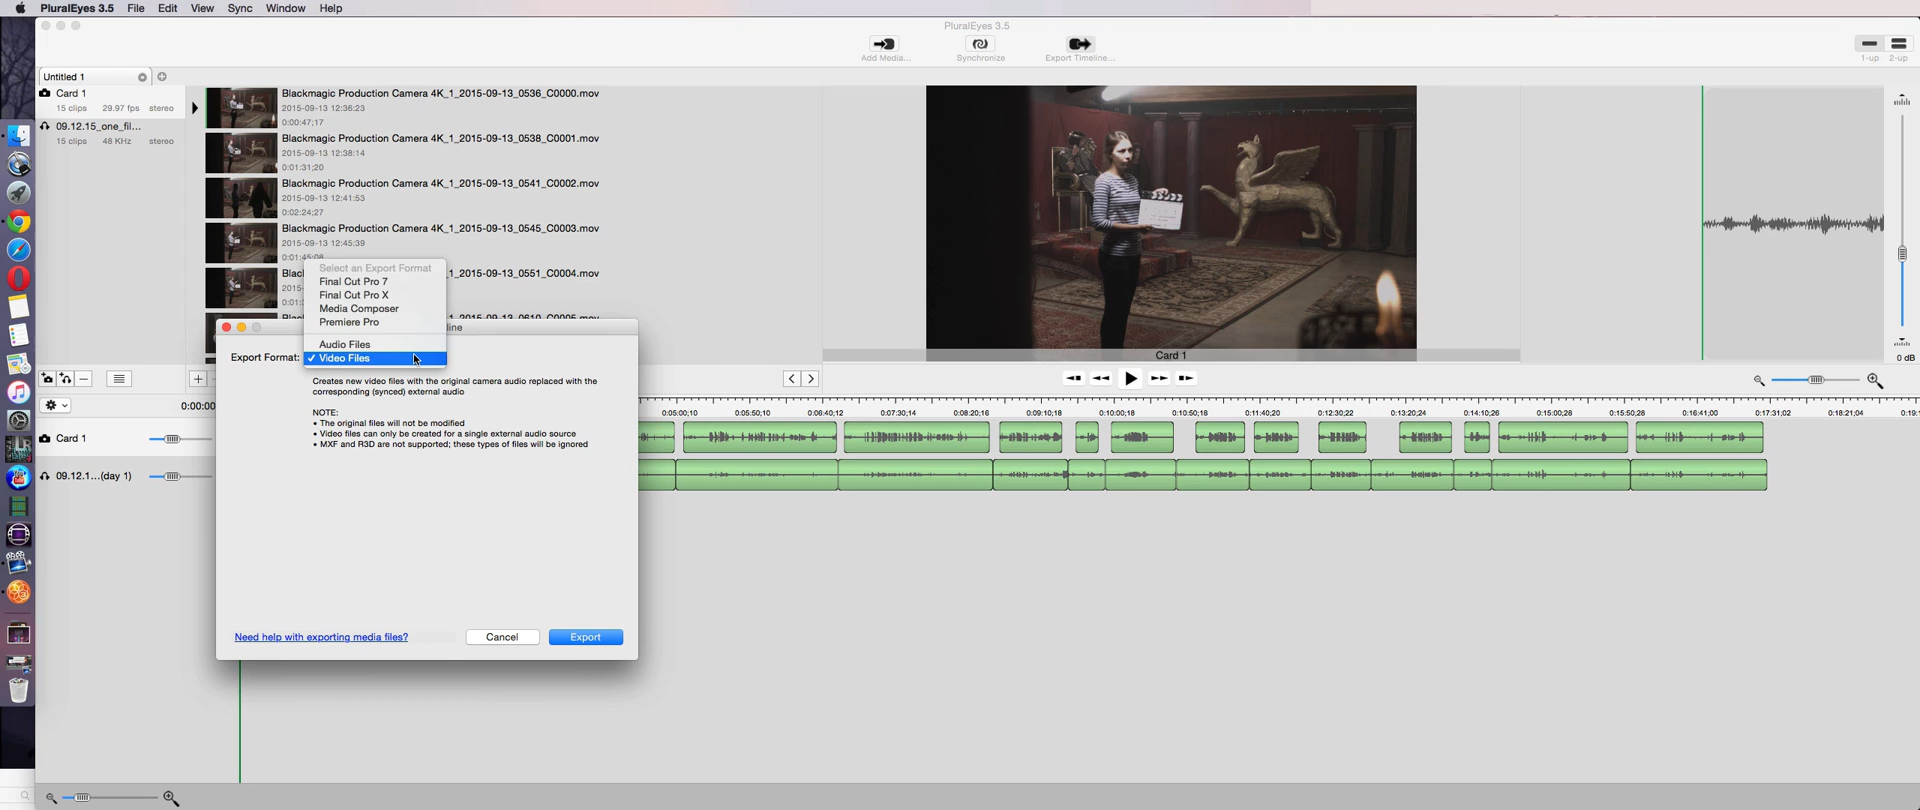 PluralEyes 3.5 File Edit View Sync Window Help
PluralEyes 3.5
Add Media... Synchronize Export Timeline... 1-up 2-up
Untitled 1
Card 1
15 clips 29.97 fps stereo
09.12.15_one_fil...
15 clips 48 KHz stereo
Blackmagic Production Camera 4K_1_2015-09-13_0536_C0000.mov
2015-09-13 12:36:23
0:00:47;17
Blackmagic Production Camera 4K_1_2015-09-13_0538_C0001.mov
2015-09-13 12:38:14
0:01:31;20
Blackmagic Production Camera 4K_1_2015-09-13_0541_C0002.mov
2015-09-13 12:41:53
0:02:24;27
Blackmagic Production Camera 4K_1_2015-09-13_0545_C0003.mov
2015-09-13 12:45:39
0:01:45;08
_1_2015-09-13_0551_C0004.mov
Card 1
0 dB
Select an Export Format
Final Cut Pro 7
Final Cut Pro X
Media Composer
Premiere Pro
Audio Files
Export Format: ✓ Video Files
Creates new video files with the original camera audio replaced with the
corresponding (synced) external audio
NOTE:
• The original files will not be modified
• Video files can only be created for a single external audio source
• MXF and R3D are not supported; these types of files will be ignored
Need help with exporting media files? Cancel Export
0:00:00
0:05:00;10 0:05:50;10 0:06:40;12 0:07:30;14 0:08:20;16 0:09:10;18 0:10:00;18 0:10:50;18 0:11:40;20 0:12:30;22 0:13:20;24 0:14:10;26 0:15:00;28 0:15:50;28 0:16:41;00 0:17:31;02 0:18:21;04 0:19:1
Card 1
09.12.1...(day 1)